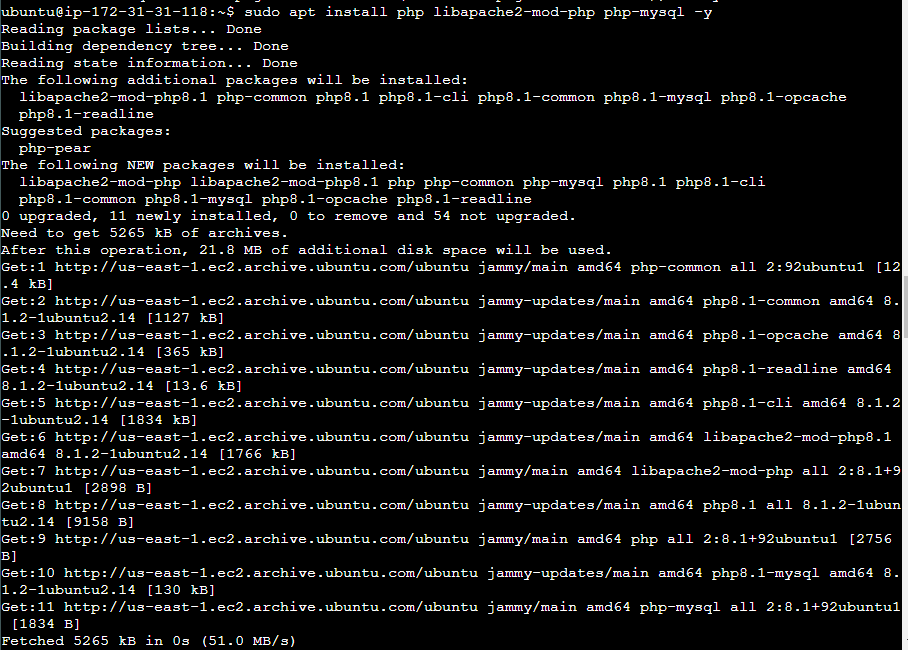 ubuntu@ip-172-31-31-118:~$ sudo apt install php libapache2-mod-php php-mysql -y
Reading package lists... Done
Building dependency tree... Done
Reading state information... Done
The following additional packages will be installed:
  libapache2-mod-php8.1 php-common php8.1 php8.1-cli php8.1-common php8.1-mysql php8.1-opcache
  php8.1-readline
Suggested packages:
  php-pear
The following NEW packages will be installed:
  libapache2-mod-php libapache2-mod-php8.1 php php-common php-mysql php8.1 php8.1-cli
  php8.1-common php8.1-mysql php8.1-opcache php8.1-readline
0 upgraded, 11 newly installed, 0 to remove and 54 not upgraded.
Need to get 5265 kB of archives.
After this operation, 21.8 MB of additional disk space will be used.
Get:1 http://us-east-1.ec2.archive.ubuntu.com/ubuntu jammy/main amd64 php-common all 2:92ubuntu1 [12
.4 kB]
Get:2 http://us-east-1.ec2.archive.ubuntu.com/ubuntu jammy-updates/main amd64 php8.1-common amd64 8.
1.2-1ubuntu2.14 [1127 kB]
Get:3 http://us-east-1.ec2.archive.ubuntu.com/ubuntu jammy-updates/main amd64 php8.1-opcache amd64 8
.1.2-1ubuntu2.14 [365 kB]
Get:4 http://us-east-1.ec2.archive.ubuntu.com/ubuntu jammy-updates/main amd64 php8.1-readline amd64
8.1.2-1ubuntu2.14 [13.6 kB]
Get:5 http://us-east-1.ec2.archive.ubuntu.com/ubuntu jammy-updates/main amd64 php8.1-cli amd64 8.1.2
-1ubuntu2.14 [1834 kB]
Get:6 http://us-east-1.ec2.archive.ubuntu.com/ubuntu jammy-updates/main amd64 libapache2-mod-php8.1
amd64 8.1.2-1ubuntu2.14 [1766 kB]
Get:7 http://us-east-1.ec2.archive.ubuntu.com/ubuntu jammy/main amd64 libapache2-mod-php all 2:8.1+9
2ubuntu1 [2898 B]
Get:8 http://us-east-1.ec2.archive.ubuntu.com/ubuntu jammy-updates/main amd64 php8.1 all 8.1.2-1ubun
tu2.14 [9158 B]
Get:9 http://us-east-1.ec2.archive.ubuntu.com/ubuntu jammy/main amd64 php all 2:8.1+92ubuntu1 [2756
B]
Get:10 http://us-east-1.ec2.archive.ubuntu.com/ubuntu jammy-updates/main amd64 php8.1-mysql amd64 8.
1.2-1ubuntu2.14 [130 kB]
Get:11 http://us-east-1.ec2.archive.ubuntu.com/ubuntu jammy/main amd64 php-mysql all 2:8.1+92ubuntu1
 [1834 B]
Fetched 5265 kB in 0s (51.0 MB/s)